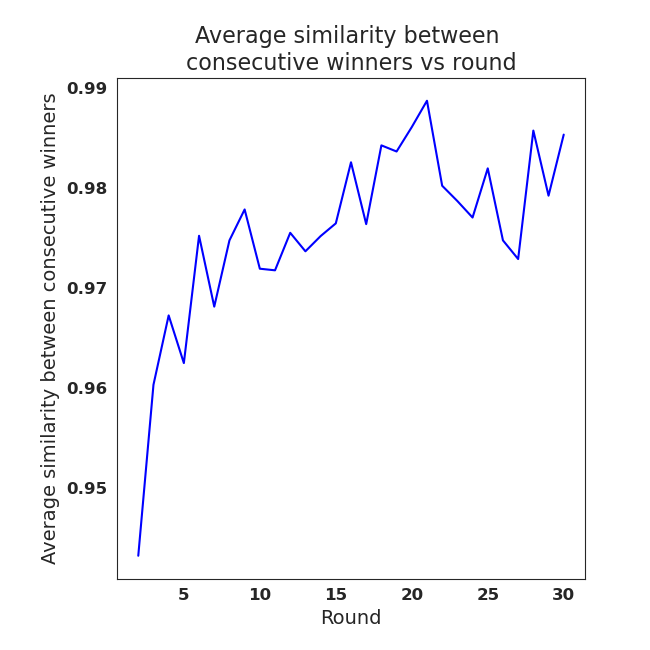 Average similarity between
consecutive winners vs round
Average similarity between consecutive winners
0.99
0.98
0.97
0.96
0.95
5 10 15 20 25 30
Round